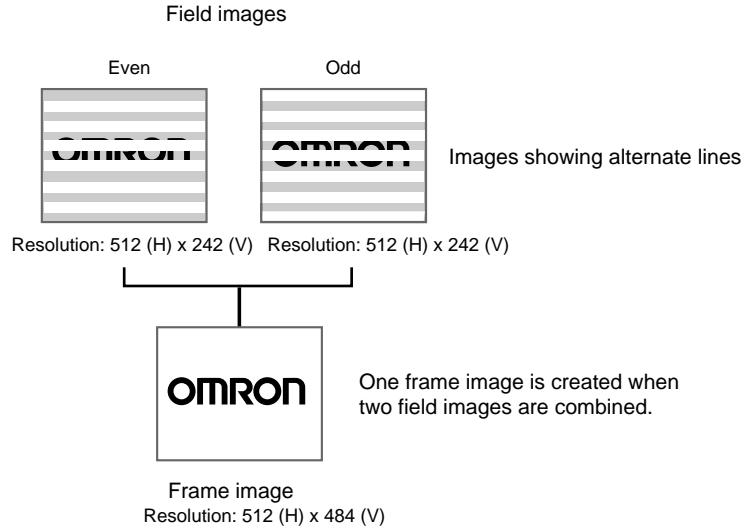 Field images
Even
Odd
OMRON
OMRON
Images showing alternate lines
Resolution: 512 (H) x 242 (V)
Resolution: 512 (H) x 242 (V)
OMRON
One frame image is created when
two field images are combined.
Frame image
Resolution: 512 (H) x 484 (V)